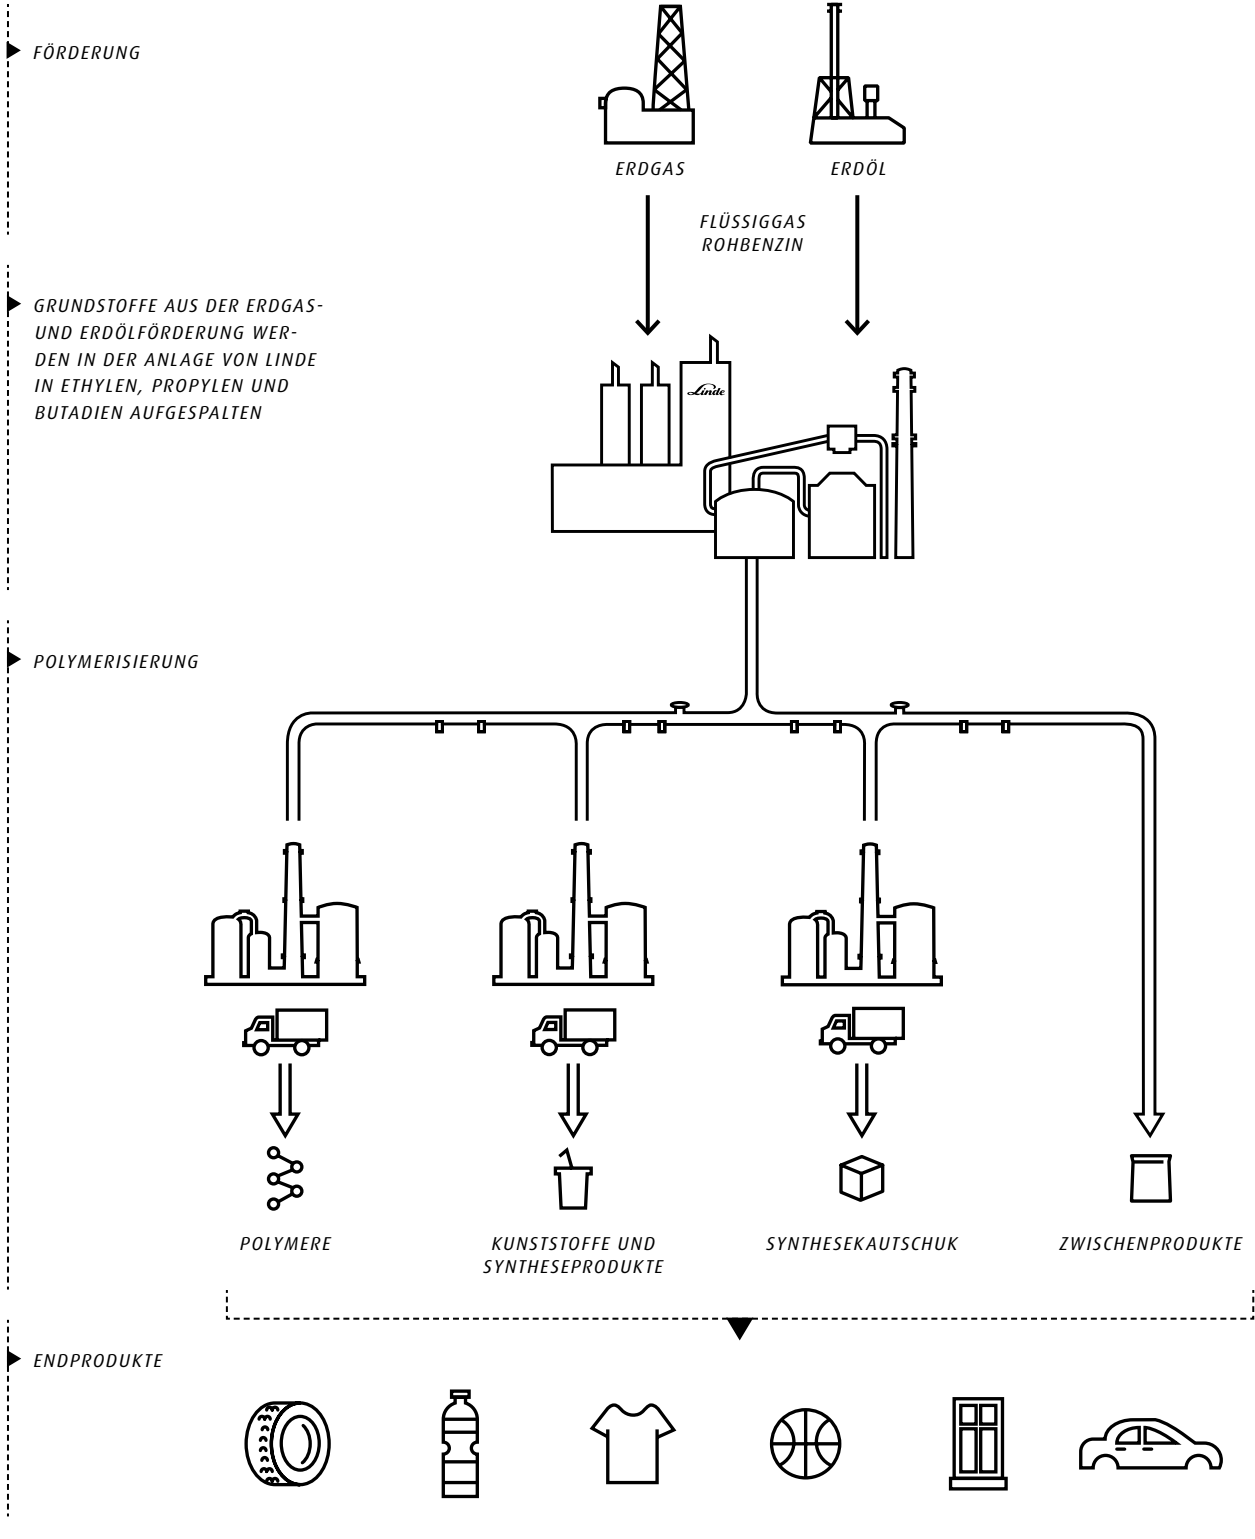 FÖRDERUNG
ERDGAS
ERDÖL
FLÜSSIGGAS
ROHBENZIN
GRUNDSTOFFE AUS DER ERDGAS-
UND ERDÖLFÖRDERUNG WER-
DEN IN DER ANLAGE VON LINDE
IN ETHYLEN, PROPYLEN UND
BUTADIEN AUFGESPALTEN
Linde
POLYMERISIERUNG
POLYMERE
KUNSTSTOFFE UND
SYNTHESEPRODUKTE
SYNTHESEKAUTSCHUK
ZWISCHENPRODUKTE
ENDPRODUKTE